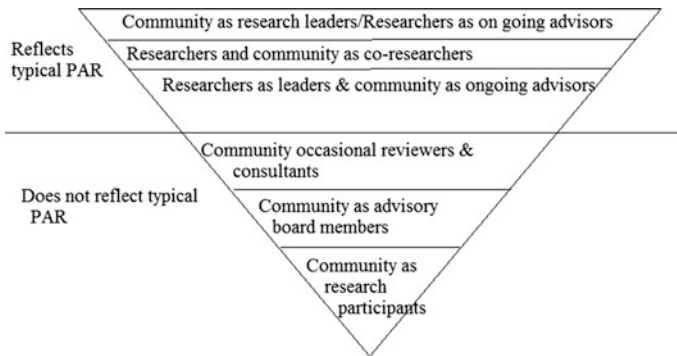 Community as research leaders/Researchers as on going advisors
Reflects
typical PAR
Researchers and community as co-researchers
Researchers as leaders & community as ongoing advisors
Community occasional reviewers &
consultants
Does not reflect typical
PAR
Community as advisory
board members
Community as
research
participants